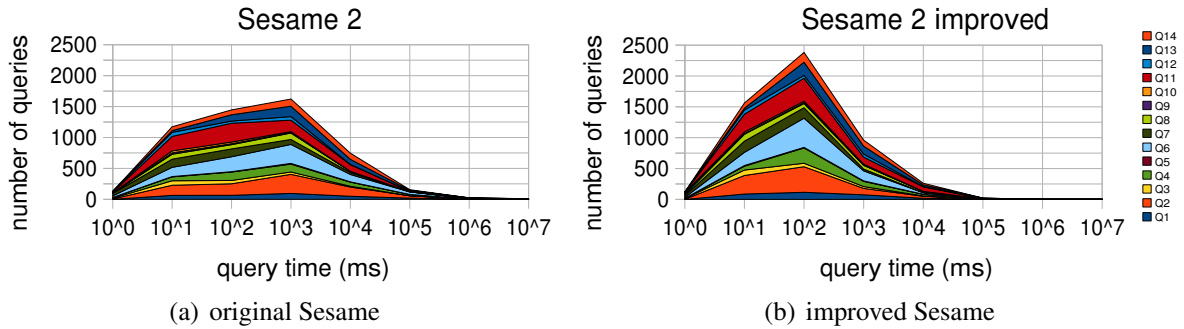 Sesame 2
number of queries
2500
2000
1500
1000
500
0
10^0 10^1 10^2 10^3 10^4 10^5 10^6 10^7
query time (ms)
(a) original Sesame
Sesame 2 improved
number of queries
2500
2000
1500
1000
500
0
10^0 10^1 10^2 10^3 10^4 10^5 10^6 10^7
query time (ms)
(b) improved Sesame
Q14
Q13
Q12
Q11
Q10
Q9
Q8
Q7
Q6
Q5
Q4
Q3
Q2
Q1